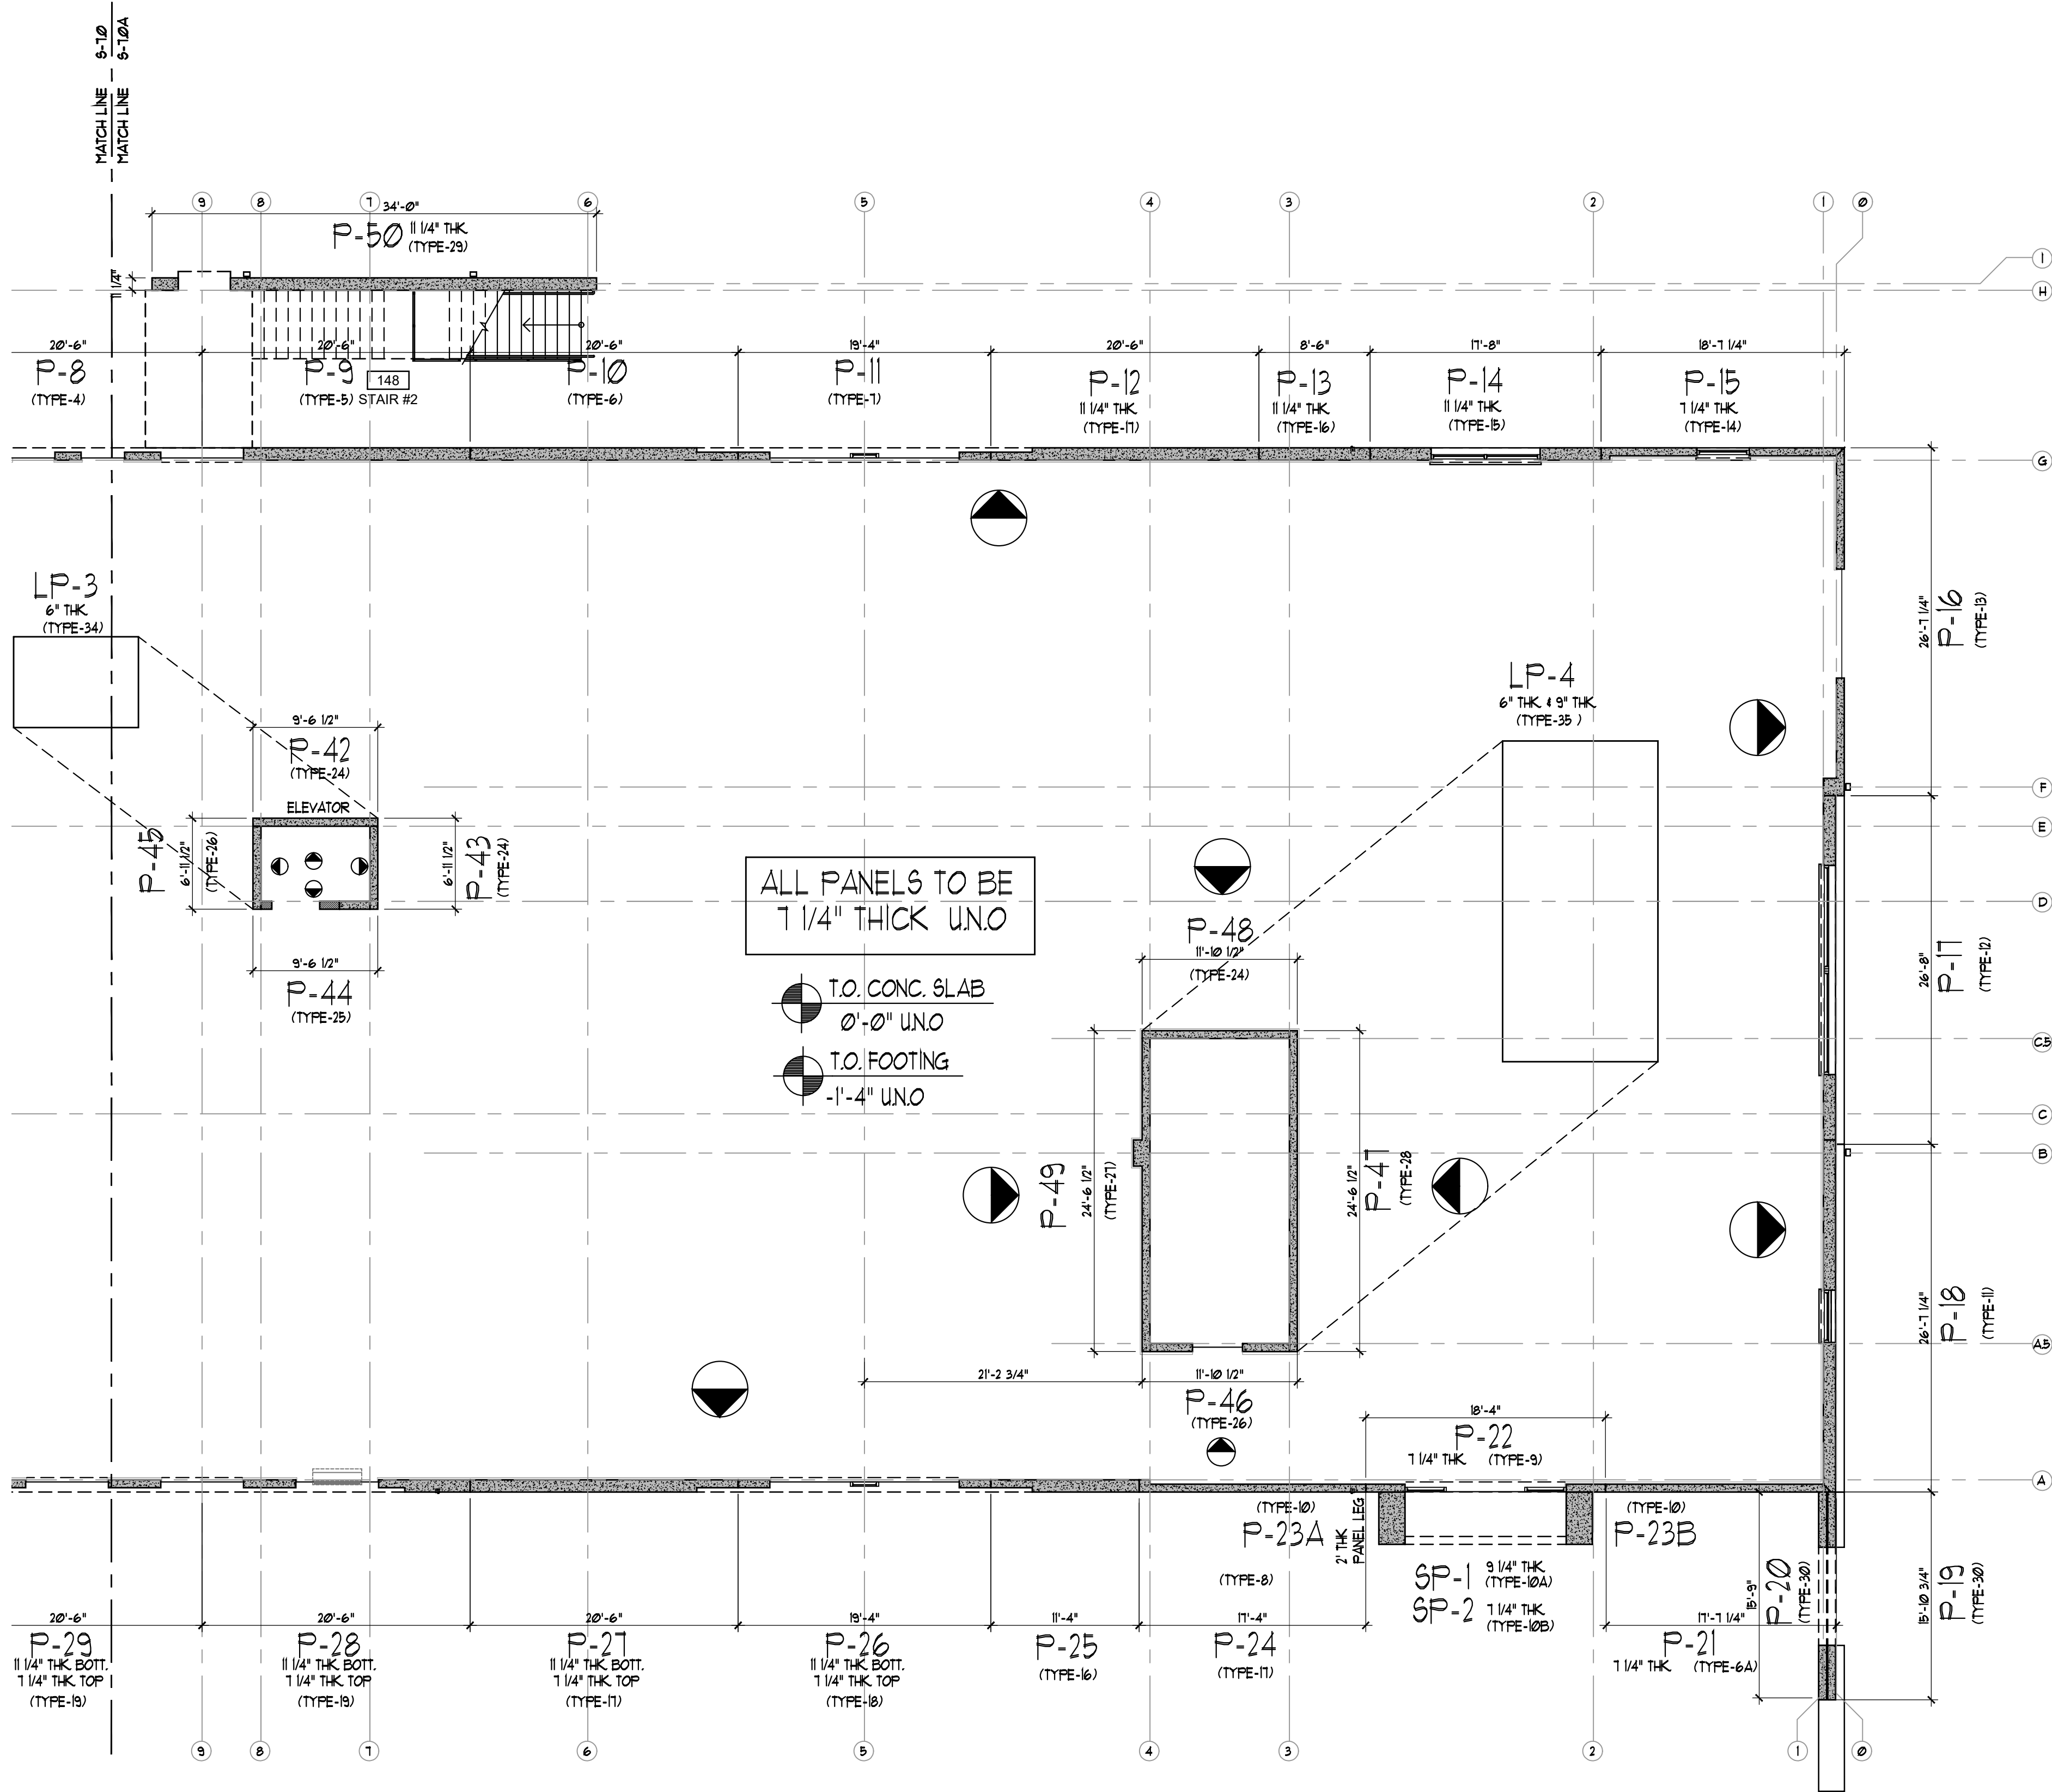 MATCH LINE S-7.0
MATCH LINE S-7.0A
9
8
7
6
5
4
3
2
1
0
34'-0"
P-50 11 1/4" THK
(TYPE-29)
11 1/4"
I
H
20'-6"
20'-6"
20'-6"
19'-4"
20'-6"
8'-6"
17'-8"
18'-7 1/4"
P-8
(TYPE-4)
P-9
(TYPE-5)
148
STAIR #2
P-10
(TYPE-6)
P-11
(TYPE-7)
P-12
11 1/4" THK
(TYPE-17)
P-13
11 1/4" THK
(TYPE-16)
P-14
11 1/4" THK
(TYPE-15)
P-15
7 1/4" THK
(TYPE-14)
G
LP-3
6" THK
(TYPE-34)
26'-7 1/4"
P-16
(TYPE-13)
LP-4
6" THK & 9" THK
(TYPE-35 )
9'-6 1/2"
P-42
(TYPE-24)
ELEVATOR
P-45
6'-11 1/2"
(TYPE-26)
6'-11 1/2"
P-43
(TYPE-24)
9'-6 1/2"
P-44
(TYPE-25)
F
E
D
ALL PANELS TO BE
7 1/4" THICK U.N.O
T.O. CONC. SLAB
0'-0" U.N.O
T.O. FOOTING
-1'-4" U.N.O
P-48
11'-10 1/2"
(TYPE-24)
26'-8"
P-17
(TYPE-12)
C.5
C
B
P-49
24'-6 1/2"
(TYPE-27)
24'-6 1/2"
P-47
(TYPE-28
26'-7 1/4"
P-18
(TYPE-11)
A.5
21'-2 3/4"
11'-10 1/2"
P-46
(TYPE-26)
18'-4"
P-22
7 1/4" THK (TYPE-9)
A
(TYPE-10)
P-23A
2' THK
PANEL LEG
(TYPE-10)
P-23B
(TYPE-8)
SP-1 9 1/4" THK
(TYPE-10A)
SP-2 7 1/4" THK
(TYPE-10B)
15'-9"
P-20
(TYPE-30)
15'-10 3/4"
P-19
(TYPE-30)
20'-6"
20'-6"
20'-6"
19'-4"
11'-4"
17'-4"
17'-7 1/4"
P-29
11 1/4" THK BOTT.
7 1/4" THK TOP
(TYPE-19)
P-28
11 1/4" THK BOTT.
7 1/4" THK TOP
(TYPE-19)
P-27
11 1/4" THK BOTT.
7 1/4" THK TOP
(TYPE-17)
P-26
11 1/4" THK BOTT.
7 1/4" THK TOP
(TYPE-18)
P-25
(TYPE-16)
P-24
(TYPE-17)
P-21
7 1/4" THK (TYPE-6A)
9
8
7
6
5
4
3
2
1
0